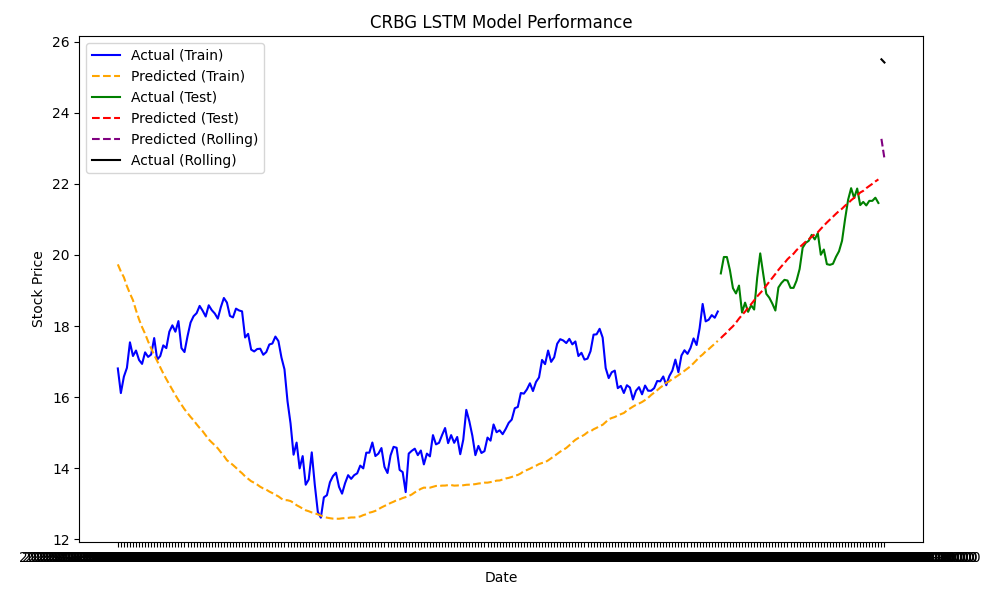 CRBG LSTM Model Performance
26
24
22
20
18
16
14
12
Stock Price
Actual (Train)
Predicted (Train)
Actual (Test)
Predicted (Test)
Predicted (Rolling)
Actual (Rolling)
Date